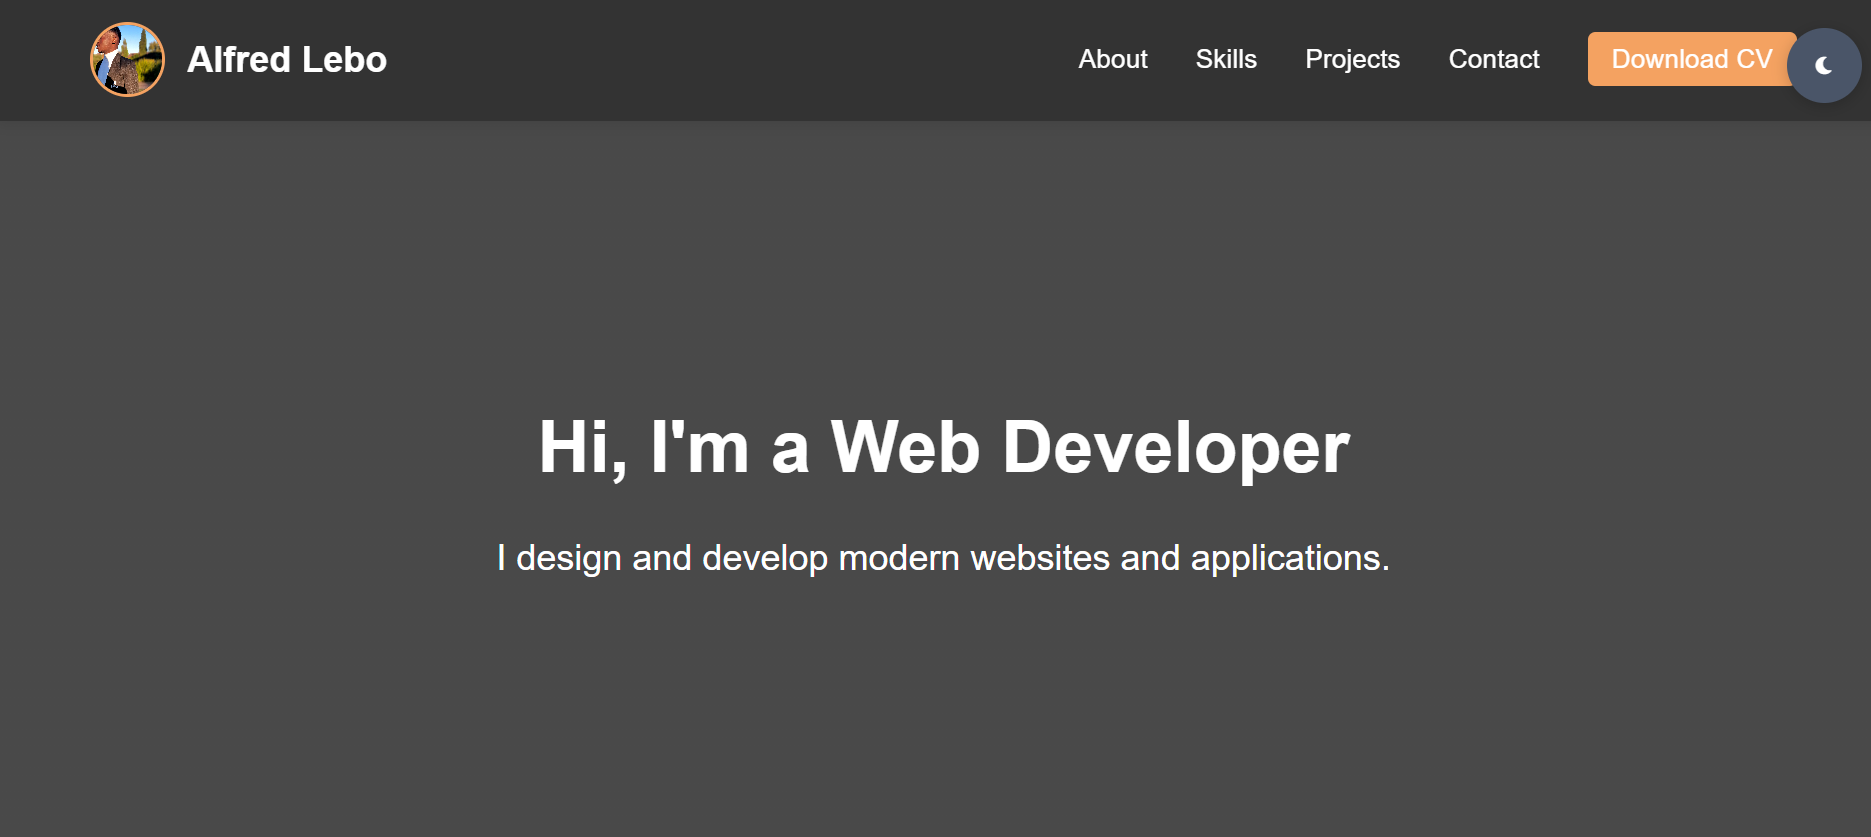 Alfred Lebo
About
Skills
Projects
Contact
Download CV
Hi, I'm a Web Developer
I design and develop modern websites and applications.